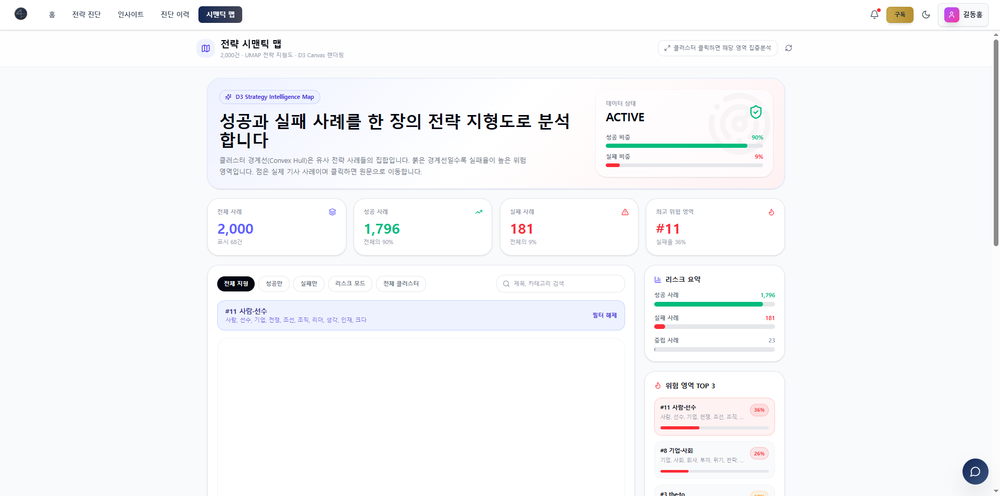 홈 전략 진단 인사이트 진단 이력 시맨틱 맵 구독 길동홍
전략 시맨틱 맵
2,000건 · UMAP 전략 지형도 · D3 Canvas 렌더링
클러스터 클릭하면 해당 영역 집중분석
D3 Strategy Intelligence Map
성공과 실패 사례를 한 장의 전략 지형도로 분석
합니다
클러스터 경계선(Convex Hull)은 유사 전략 사례들의 집합입니다. 붉은 경계선일수록 실패율이 높은 위험
영역입니다. 점은 실제 기사 사례이며 클릭하면 원문으로 이동합니다.
데이터 상태
ACTIVE
성공 비중 90%
실패 비중 9%
전체 사례
2,000
표시 68건
성공 사례
1,796
전체의 90%
실패 사례
181
전체의 9%
최고 위험 영역
#11
실패율 36%
전체 지형 성공만 실패만 리스크 모드 전체 클러스터 제목, 카테고리 검색
#11 사람·선수
사람, 선수, 기업, 전쟁, 조선, 조직, 리더, 생각, 인재, 크다
필터 해제
리스크 요약
성공 사례 1,796
실패 사례 181
중립 사례 23
위험 영역 TOP 3
#11 사람·선수 36%
사람, 선수, 기업, 전쟁, 조선, 조직, ...
#8 기업·사회 26%
기업, 사회, 회사, 투자, 위기, 전략, ...
#3 the·to 17%